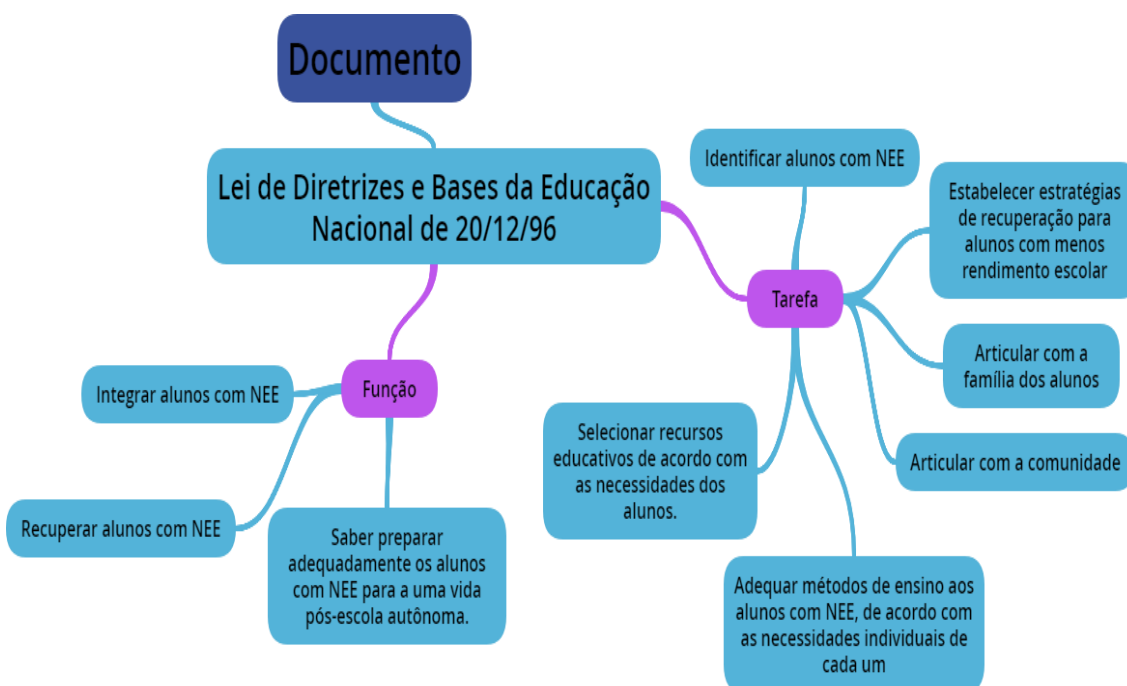 Documento
Lei de Diretrizes e Bases da Educação
Nacional de 20/12/96
Identificar alunos com NEE
Estabelecer estratégias
de recuperação para
alunos com menos
rendimento escolar
Tarefa
Articular com a
família dos alunos
Articular com a comunidade
Selecionar recursos
educativos de acordo com
as necessidades dos
alunos.
Adequar métodos de ensino aos
alunos com NEE, de acordo com
as necessidades individuais de
cada um
Função
Integrar alunos com NEE
Recuperar alunos com NEE
Saber preparar
adequadamente os alunos
com NEE para a uma vida
pós-escola autônoma.